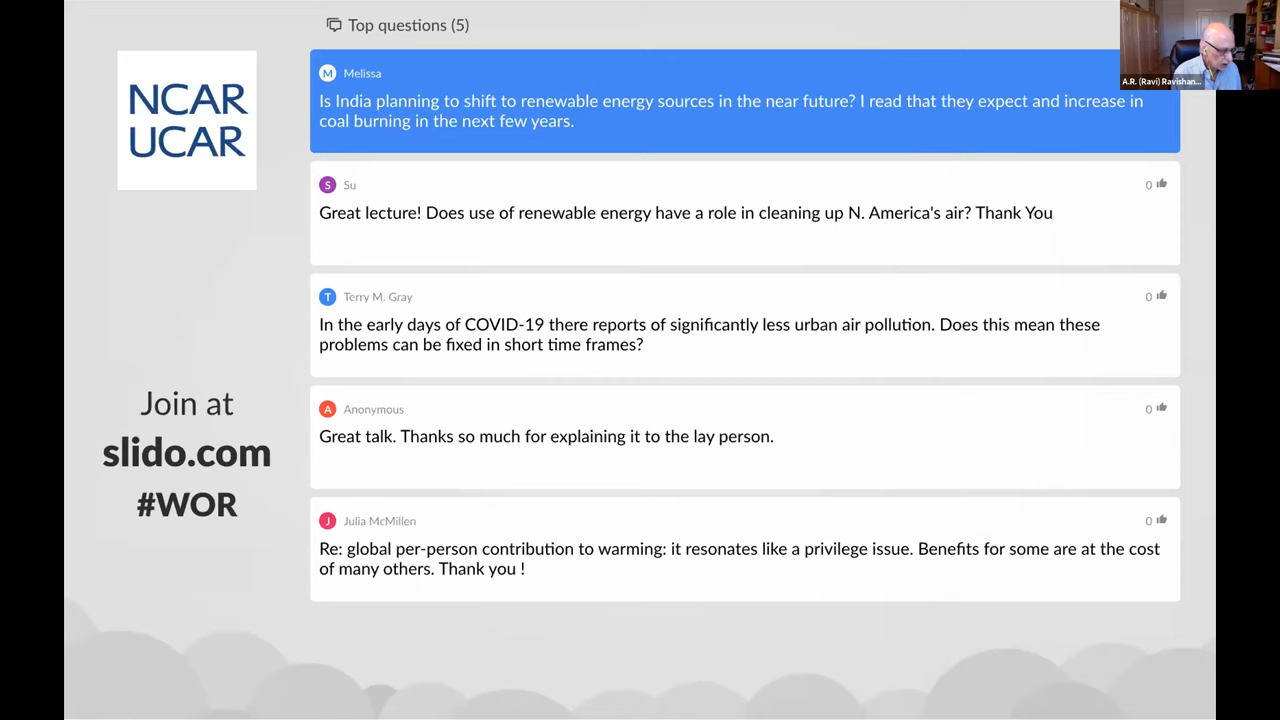 Top questions (5)
A.R. (Ravi) Ravishan...
NCAR
UCAR
M Melissa
Is India planning to shift to renewable energy sources in the near future? I read that they expect and increase in
coal burning in the next few years.
S Su 0
Great lecture! Does use of renewable energy have a role in cleaning up N. America's air? Thank You
T Terry M. Gray 0
In the early days of COVID-19 there reports of significantly less urban air pollution. Does this mean these
problems can be fixed in short time frames?
A Anonymous 0
Great talk. Thanks so much for explaining it to the lay person.
J Julia McMillen 0
Re: global per-person contribution to warming: it resonates like a privilege issue. Benefits for some are at the cost
of many others. Thank you !
Join at
slido.com
#WOR